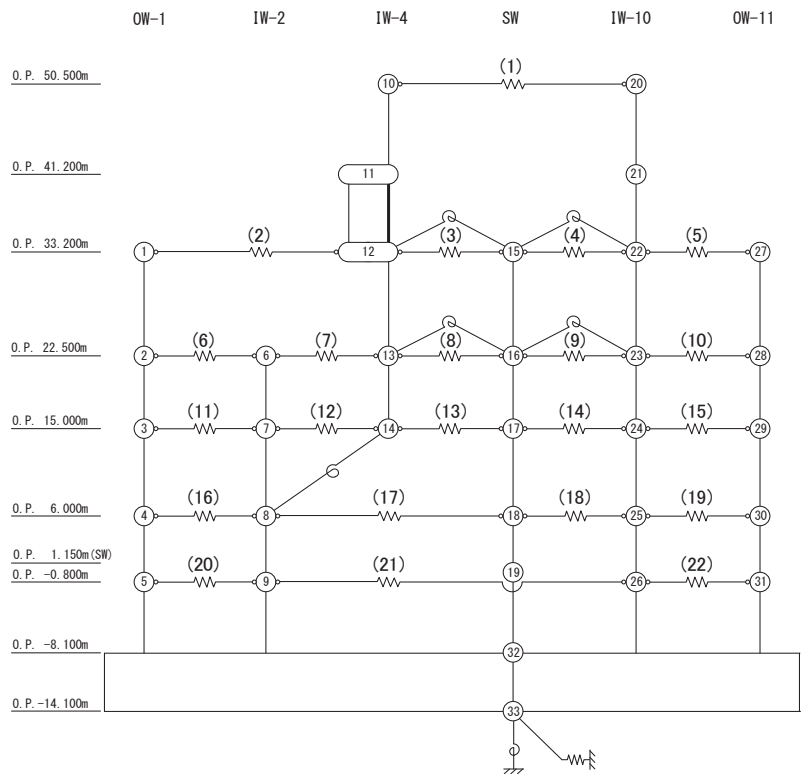 OW-1 IW-2 IW-4 SW IW-10 OW-11
O.P. 50.500m 10 (1) 20
O.P. 41.200m 11 21
O.P. 33.200m 1 (2) 12 (3) 15 (4) 22 (5) 27
O.P. 22.500m 2 (6) 6 (7) 13 (8) 16 (9) 23 (10) 28
O.P. 15.000m 3 (11) 7 (12) 14 (13) 17 (14) 24 (15) 29
O.P. 6.000m 4 (16) 8 (17) 18 (18) 25 (19) 30
O.P. 1.150m(SW) 19
O.P. -0.800m 5 (20) 9 (21) 26 (22) 31
O.P. -8.100m 32
O.P.-14.100m 33